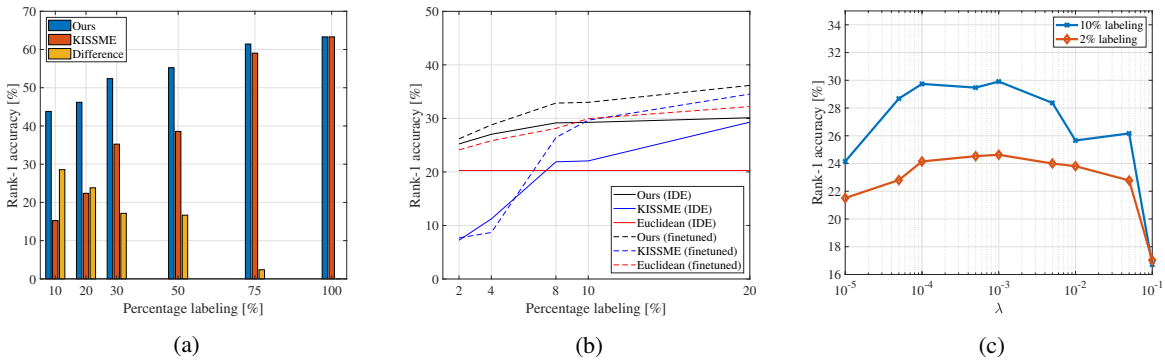 70
60
50
40
30
20
10
0
Rank-1 accuracy [%]
Ours
KISSME
Difference
10 20 30 50 75 100
Percentage labeling [%]
(a)
50
40
30
20
10
0
Rank-1 accuracy [%]
Ours (IDE)
KISSME (IDE)
Euclidean (IDE)
Ours (finetuned)
KISSME (finetuned)
Euclidean (finetuned)
2 4 8 10 20
Percentage labeling [%]
(b)
34
32
30
28
26
24
22
20
18
16
Rank-1 accuracy [%]
10% labeling
2% labeling
10^-5 10^-4 10^-3 10^-2 10^-1
λ
(c)